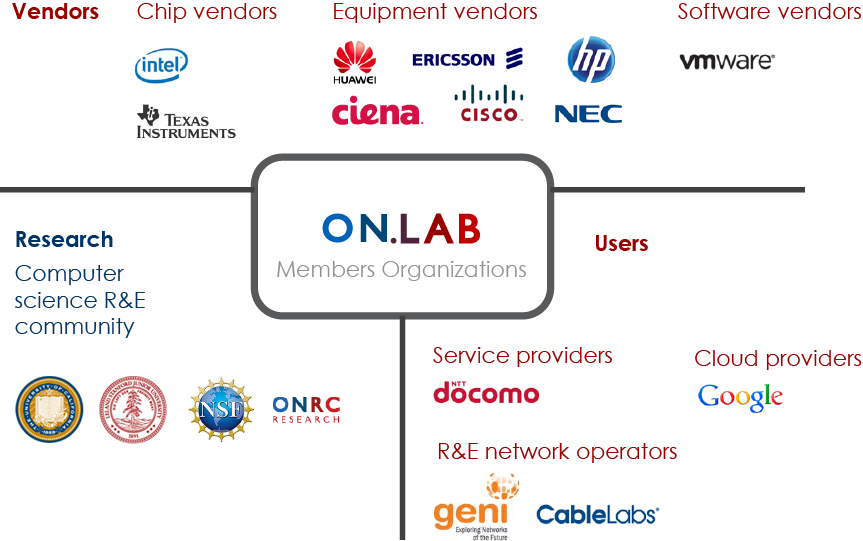 Vendors
Chip vendors
Equipment vendors
Software vendors
intel
HUAWEI
ERICSSON
hp
vmware®
TEXAS
INSTRUMENTS
ciena.
CISCO
NEC
ON.LAB
Members Organizations
Research
Computer
science R&E
community
NSF
ONRC
RESEARCH
Users
Service providers
NTT
docomo
Cloud providers
Google
R&E network operators
geni
Exploring Networks
of the Future
CableLabs®